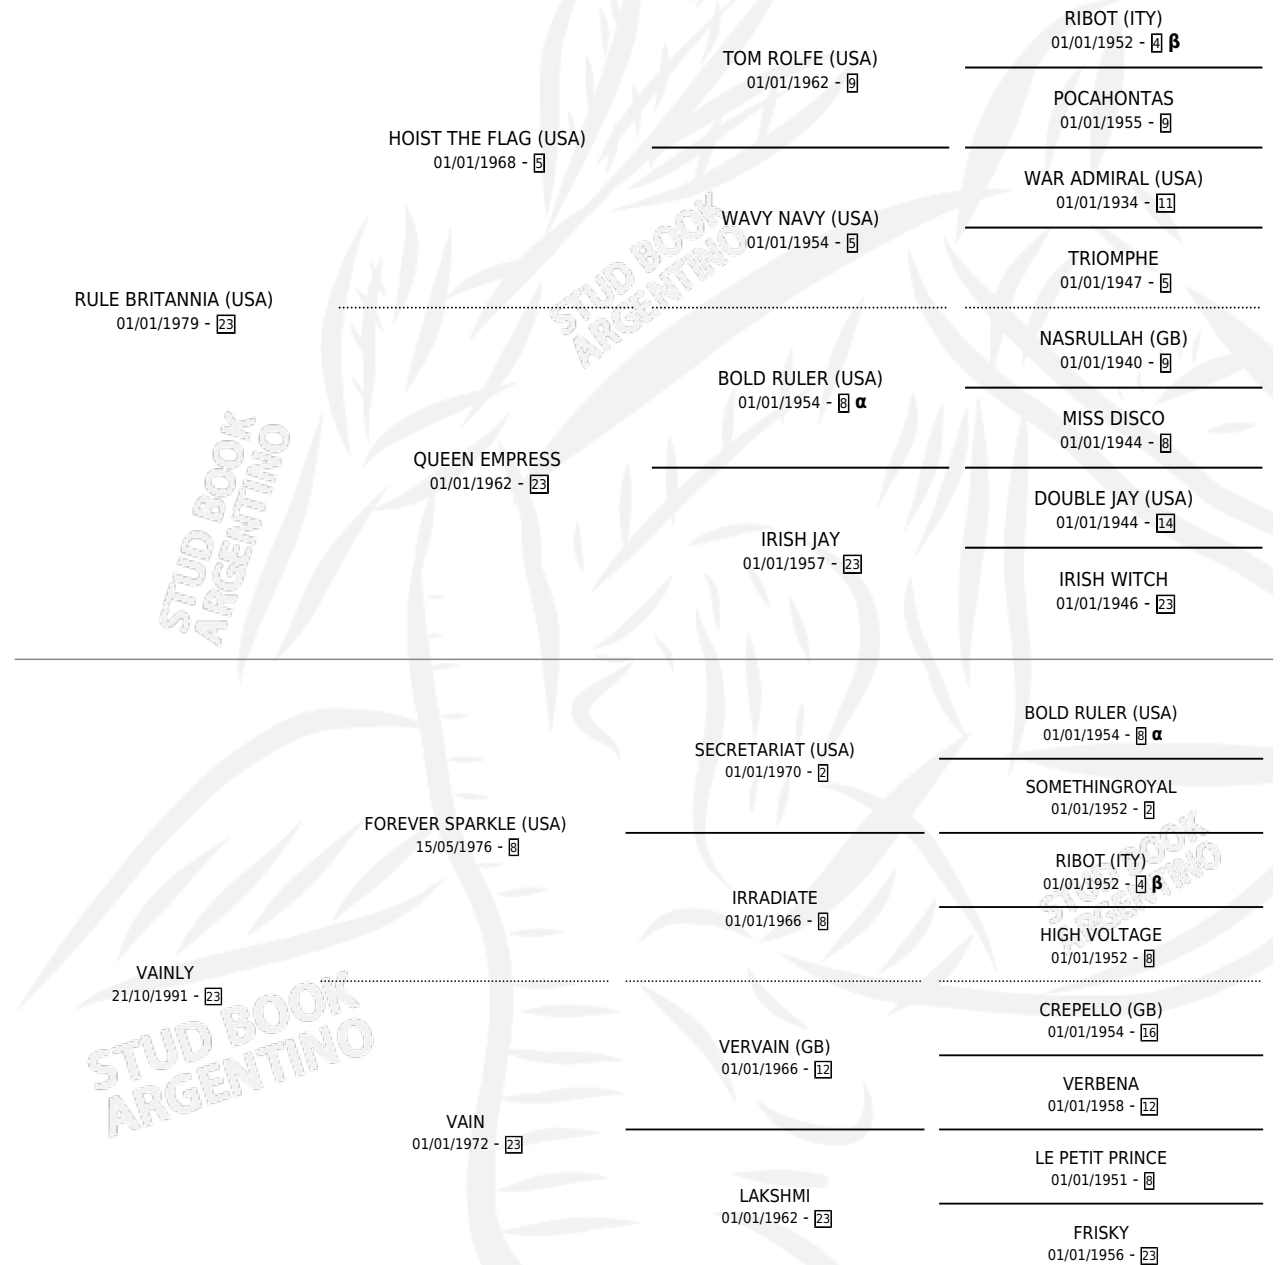 RIBOT (ITY)
01/01/1952 - 4 β
TOM ROLFE (USA)
01/01/1962 - 9
POCAHONTAS
01/01/1955 - 9
HOIST THE FLAG (USA)
01/01/1968 - 5
WAR ADMIRAL (USA)
01/01/1934 - 11
WAVY NAVY (USA)
01/01/1954 - 5
TRIOMPHE
01/01/1947 - 5
STUD BOOK
ARGENTINO
RULE BRITANNIA (USA)
01/01/1979 - 23
NASRULLAH (GB)
01/01/1940 - 9
BOLD RULER (USA)
01/01/1954 - 8 α
MISS DISCO
01/01/1944 - 8
QUEEN EMPRESS
01/01/1962 - 23
DOUBLE JAY (USA)
01/01/1944 - 14
IRISH JAY
01/01/1957 - 23
IRISH WITCH
01/01/1946 - 23
STUD BOOK
ARGENTINO
BOLD RULER (USA)
01/01/1954 - 8 α
SECRETARIAT (USA)
01/01/1970 - 2
SOMETHINGROYAL
01/01/1952 - 2
FOREVER SPARKLE (USA)
15/05/1976 - 8
RIBOT (ITY)
01/01/1952 - 4 β
IRRADIATE
01/01/1966 - 8
HIGH VOLTAGE
01/01/1952 - 8
STUD BOOK
ARGENTINO
VAINLY
21/10/1991 - 23
CREPELLO (GB)
01/01/1954 - 16
VERVAIN (GB)
01/01/1966 - 12
VERBENA
01/01/1958 - 12
STUD BOOK
ARGENTINO
VAIN
01/01/1972 - 23
LE PETIT PRINCE
01/01/1951 - 8
LAKSHMI
01/01/1962 - 23
FRISKY
01/01/1956 - 23